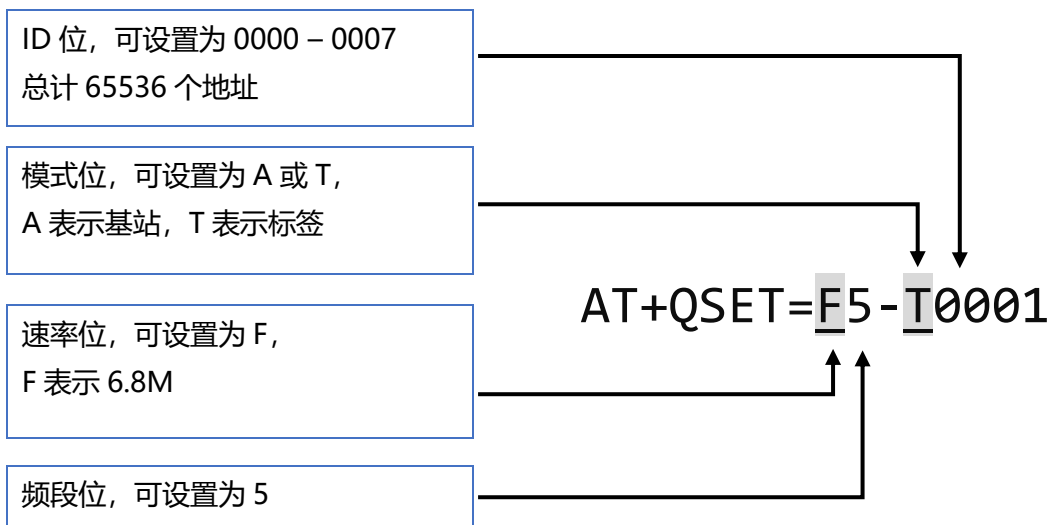 ID 位，可设置为 0000 – 0007
总计 65536 个地址
模式位，可设置为 A 或 T，
A 表示基站，T 表示标签
AT+QSET=F5-T0001
速率位，可设置为 F，
F 表示 6.8M
频段位，可设置为 5